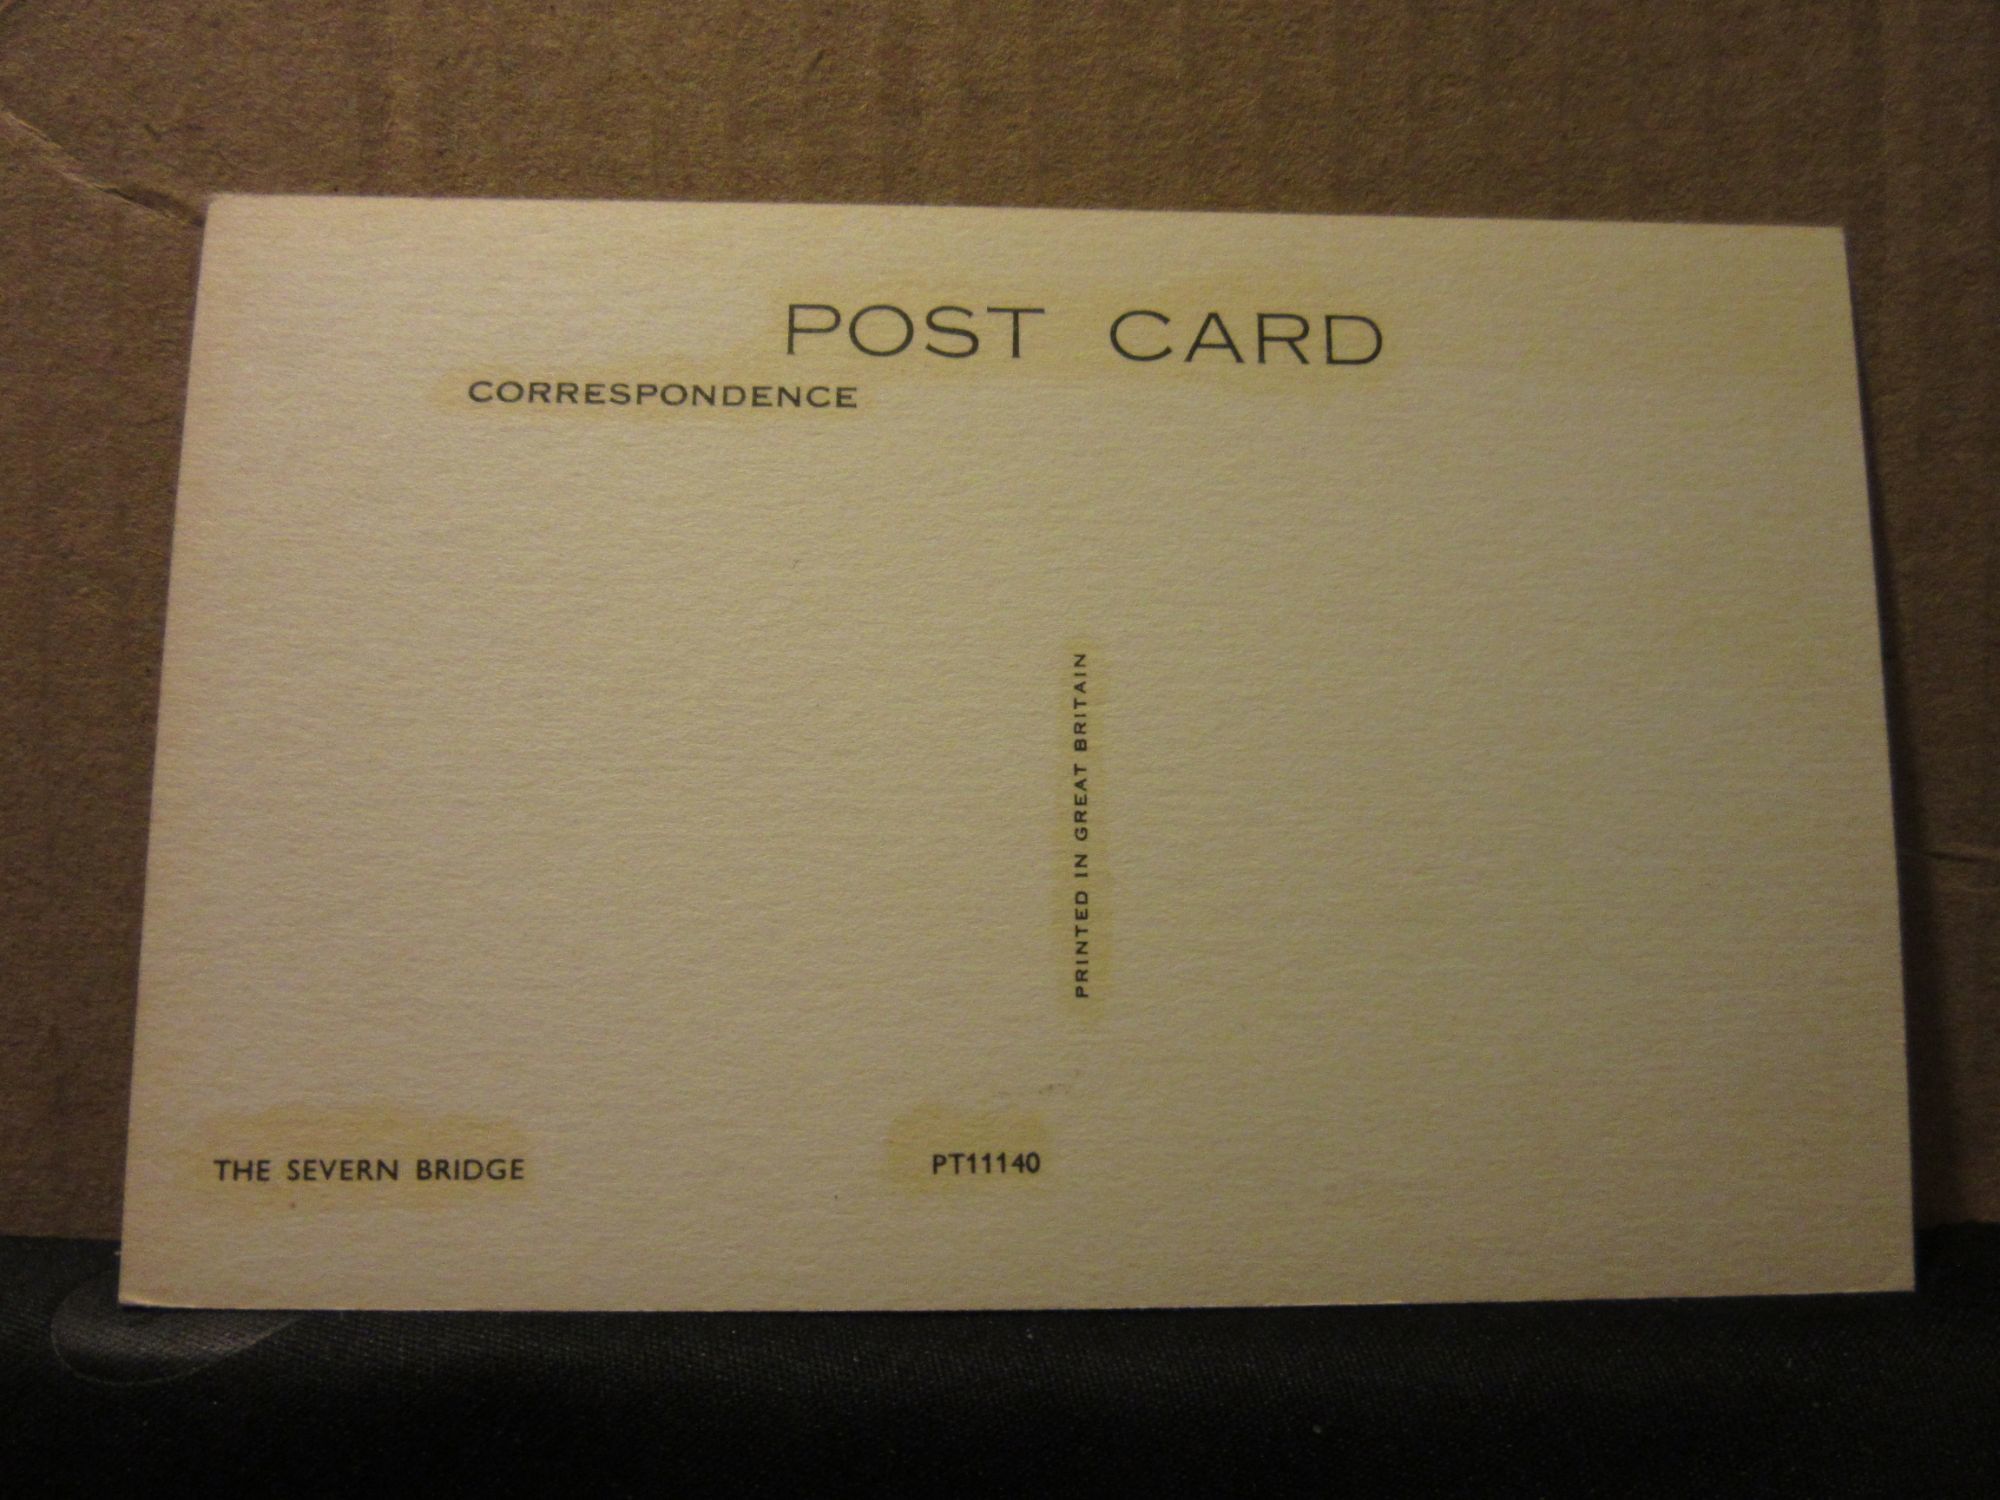 POST CARD
CORRESPONDENCE
PRINTED IN GREAT BRITAIN
THE SEVERN BRIDGE
PT11140